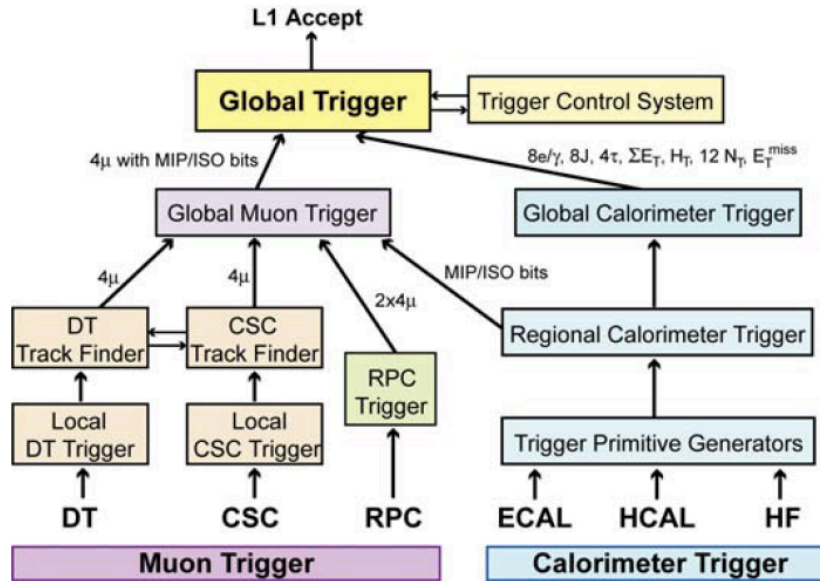 L1 Accept
Global Trigger
Trigger Control System
4μ with MIP/ISO bits
8e/γ, 8J, 4τ, ΣE_T, H_T, 12 N_T, E_T^miss
Global Muon Trigger
Global Calorimeter Trigger
4μ
4μ
2x4μ
MIP/ISO bits
DT
Track Finder
CSC
Track Finder
Regional Calorimeter Trigger
RPC
Trigger
Local
DT Trigger
Local
CSC Trigger
Trigger Primitive Generators
DT
CSC
RPC
ECAL
HCAL
HF
Muon Trigger
Calorimeter Trigger